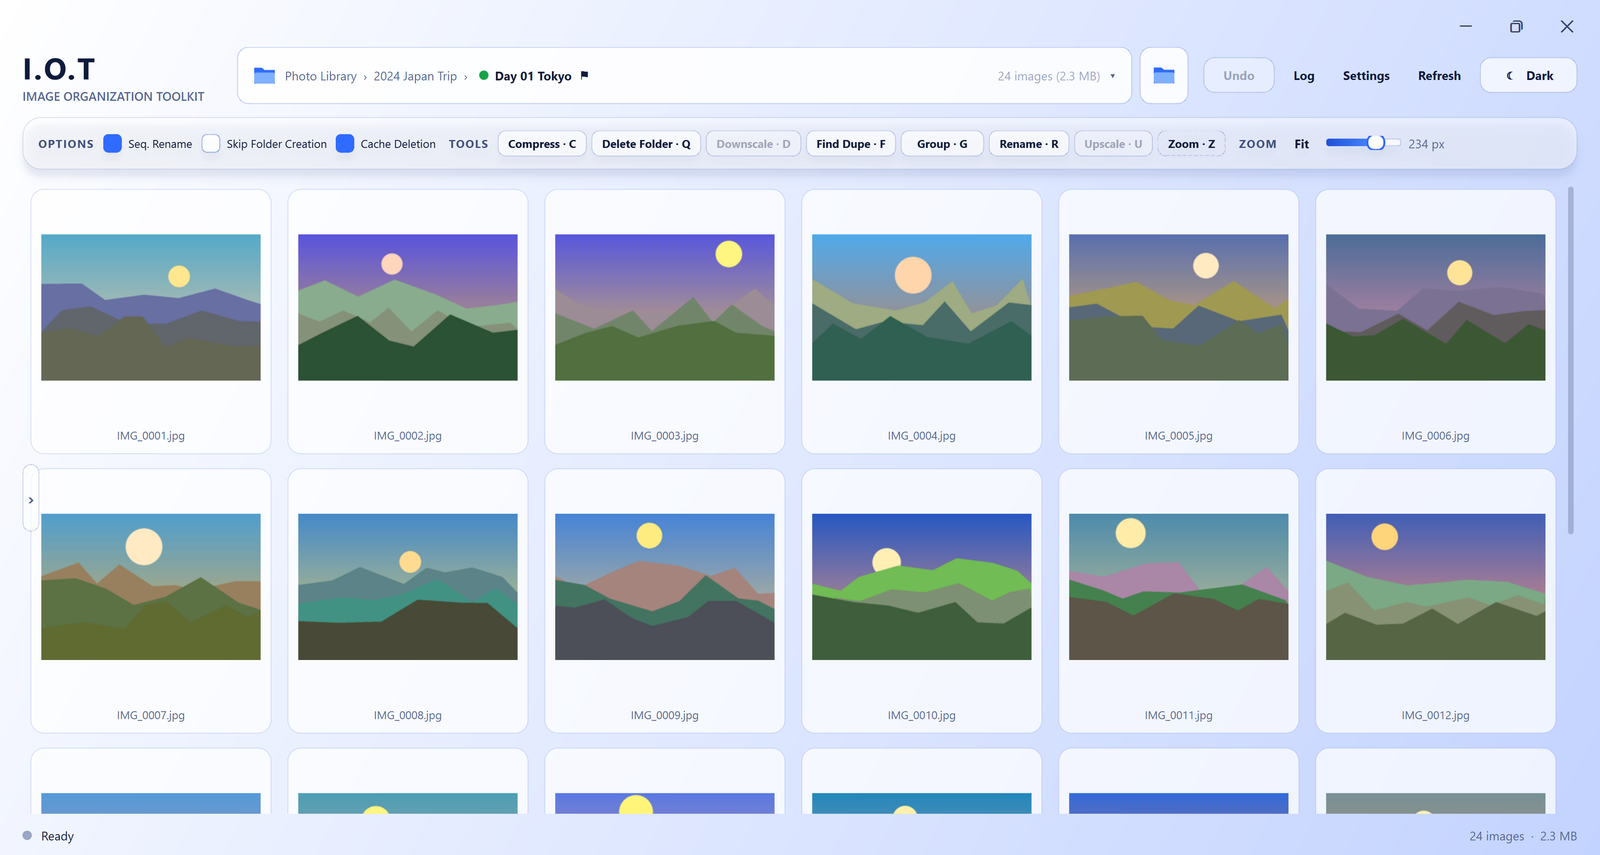 I.O.T
IMAGE ORGANIZATION TOOLKIT
Photo Library › 2024 Japan Trip › Day 01 Tokyo 24 images (2.3 MB)
Undo Log Settings Refresh Dark
OPTIONS Seq. Rename Skip Folder Creation Cache Deletion TOOLS Compress · C Delete Folder · Q Downscale · D Find Dupe · F Group · G Rename · R Upscale · U Zoom · Z ZOOM Fit 234 px
IMG_0001.jpg IMG_0002.jpg IMG_0003.jpg IMG_0004.jpg IMG_0005.jpg IMG_0006.jpg
IMG_0007.jpg IMG_0008.jpg IMG_0009.jpg IMG_0010.jpg IMG_0011.jpg IMG_0012.jpg
Ready 24 images · 2.3 MB